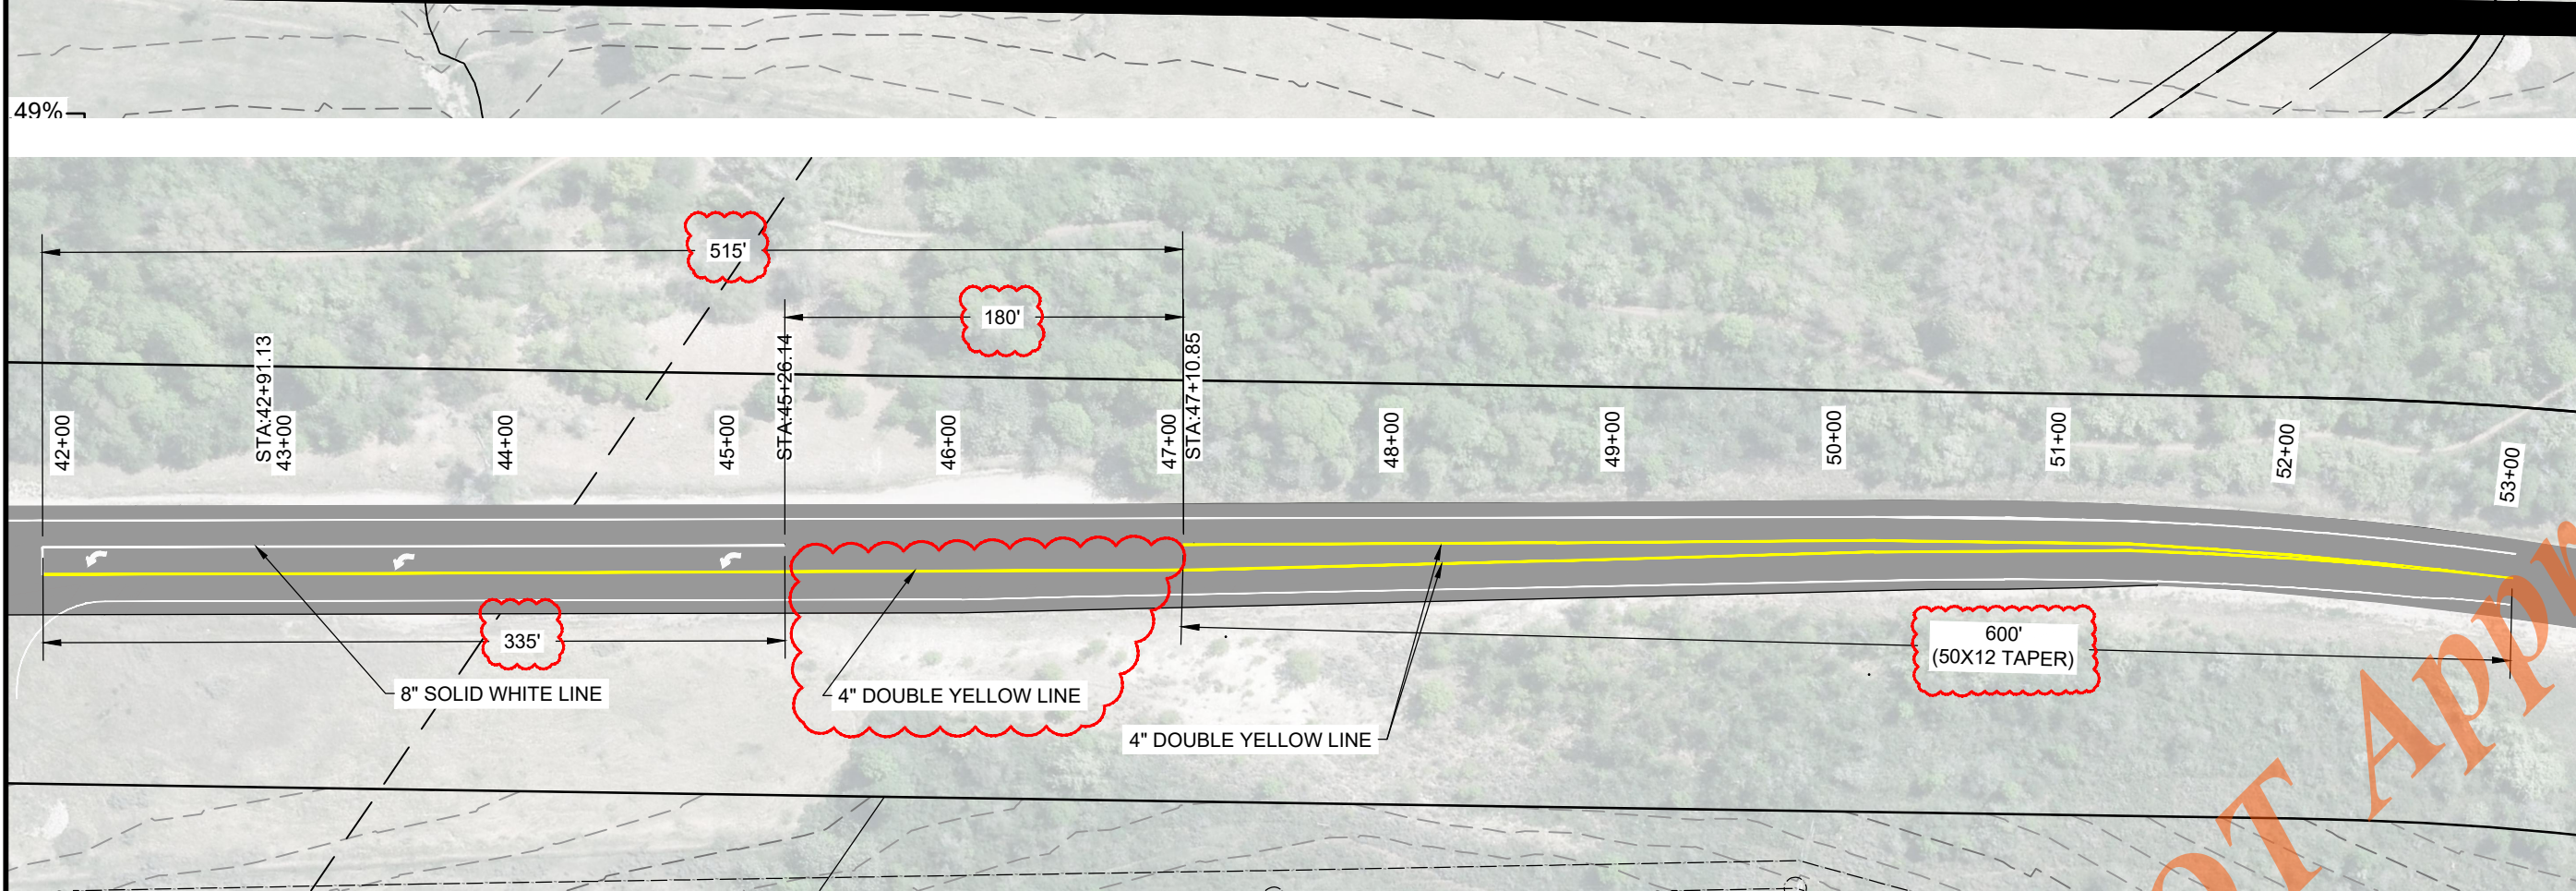 49%
515'
180'
STA:42+91.13
STA:45+26.14
STA:47+10.85
42+00
43+00
44+00
45+00
46+00
47+00
48+00
49+00
50+00
51+00
52+00
53+00
335'
600'
(50X12 TAPER)
8" SOLID WHITE LINE
4" DOUBLE YELLOW LINE
4" DOUBLE YELLOW LINE
OT App